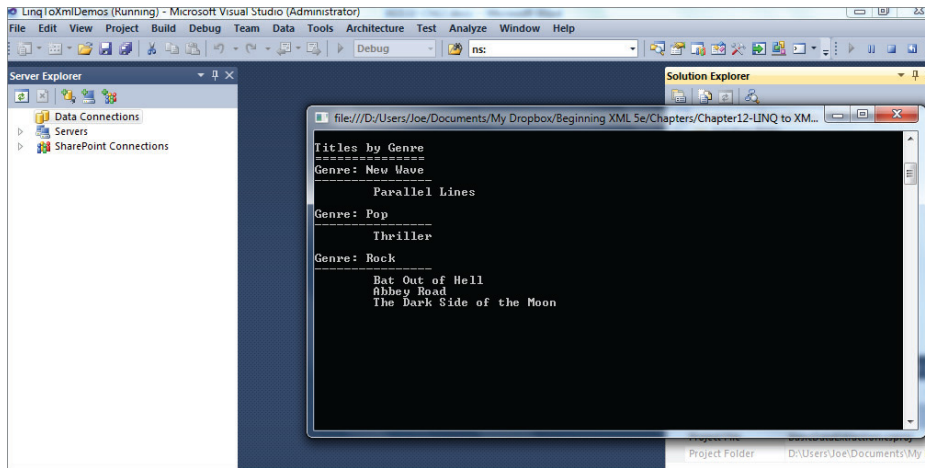 LinqToXmlDemos (Running) - Microsoft Visual Studio (Administrator)
File Edit View Project Build Debug Team Data Tools Architecture Test Analyze Window Help
Debug ns:
Server Explorer
Data Connections
Servers
SharePoint Connections
Solution Explorer
file:///D:/Users/Joe/Documents/My Dropbox/Beginning XML 5e/Chapters/Chapter12-LINQ to XM...
Titles by Genre
===============
Genre: New Wave
----------------
Parallel Lines
Genre: Pop
----------------
Thriller
Genre: Rock
----------------
Bat Out of Hell
Abbey Road
The Dark Side of the Moon
Project Folder D:\Users\Joe\Documents\My